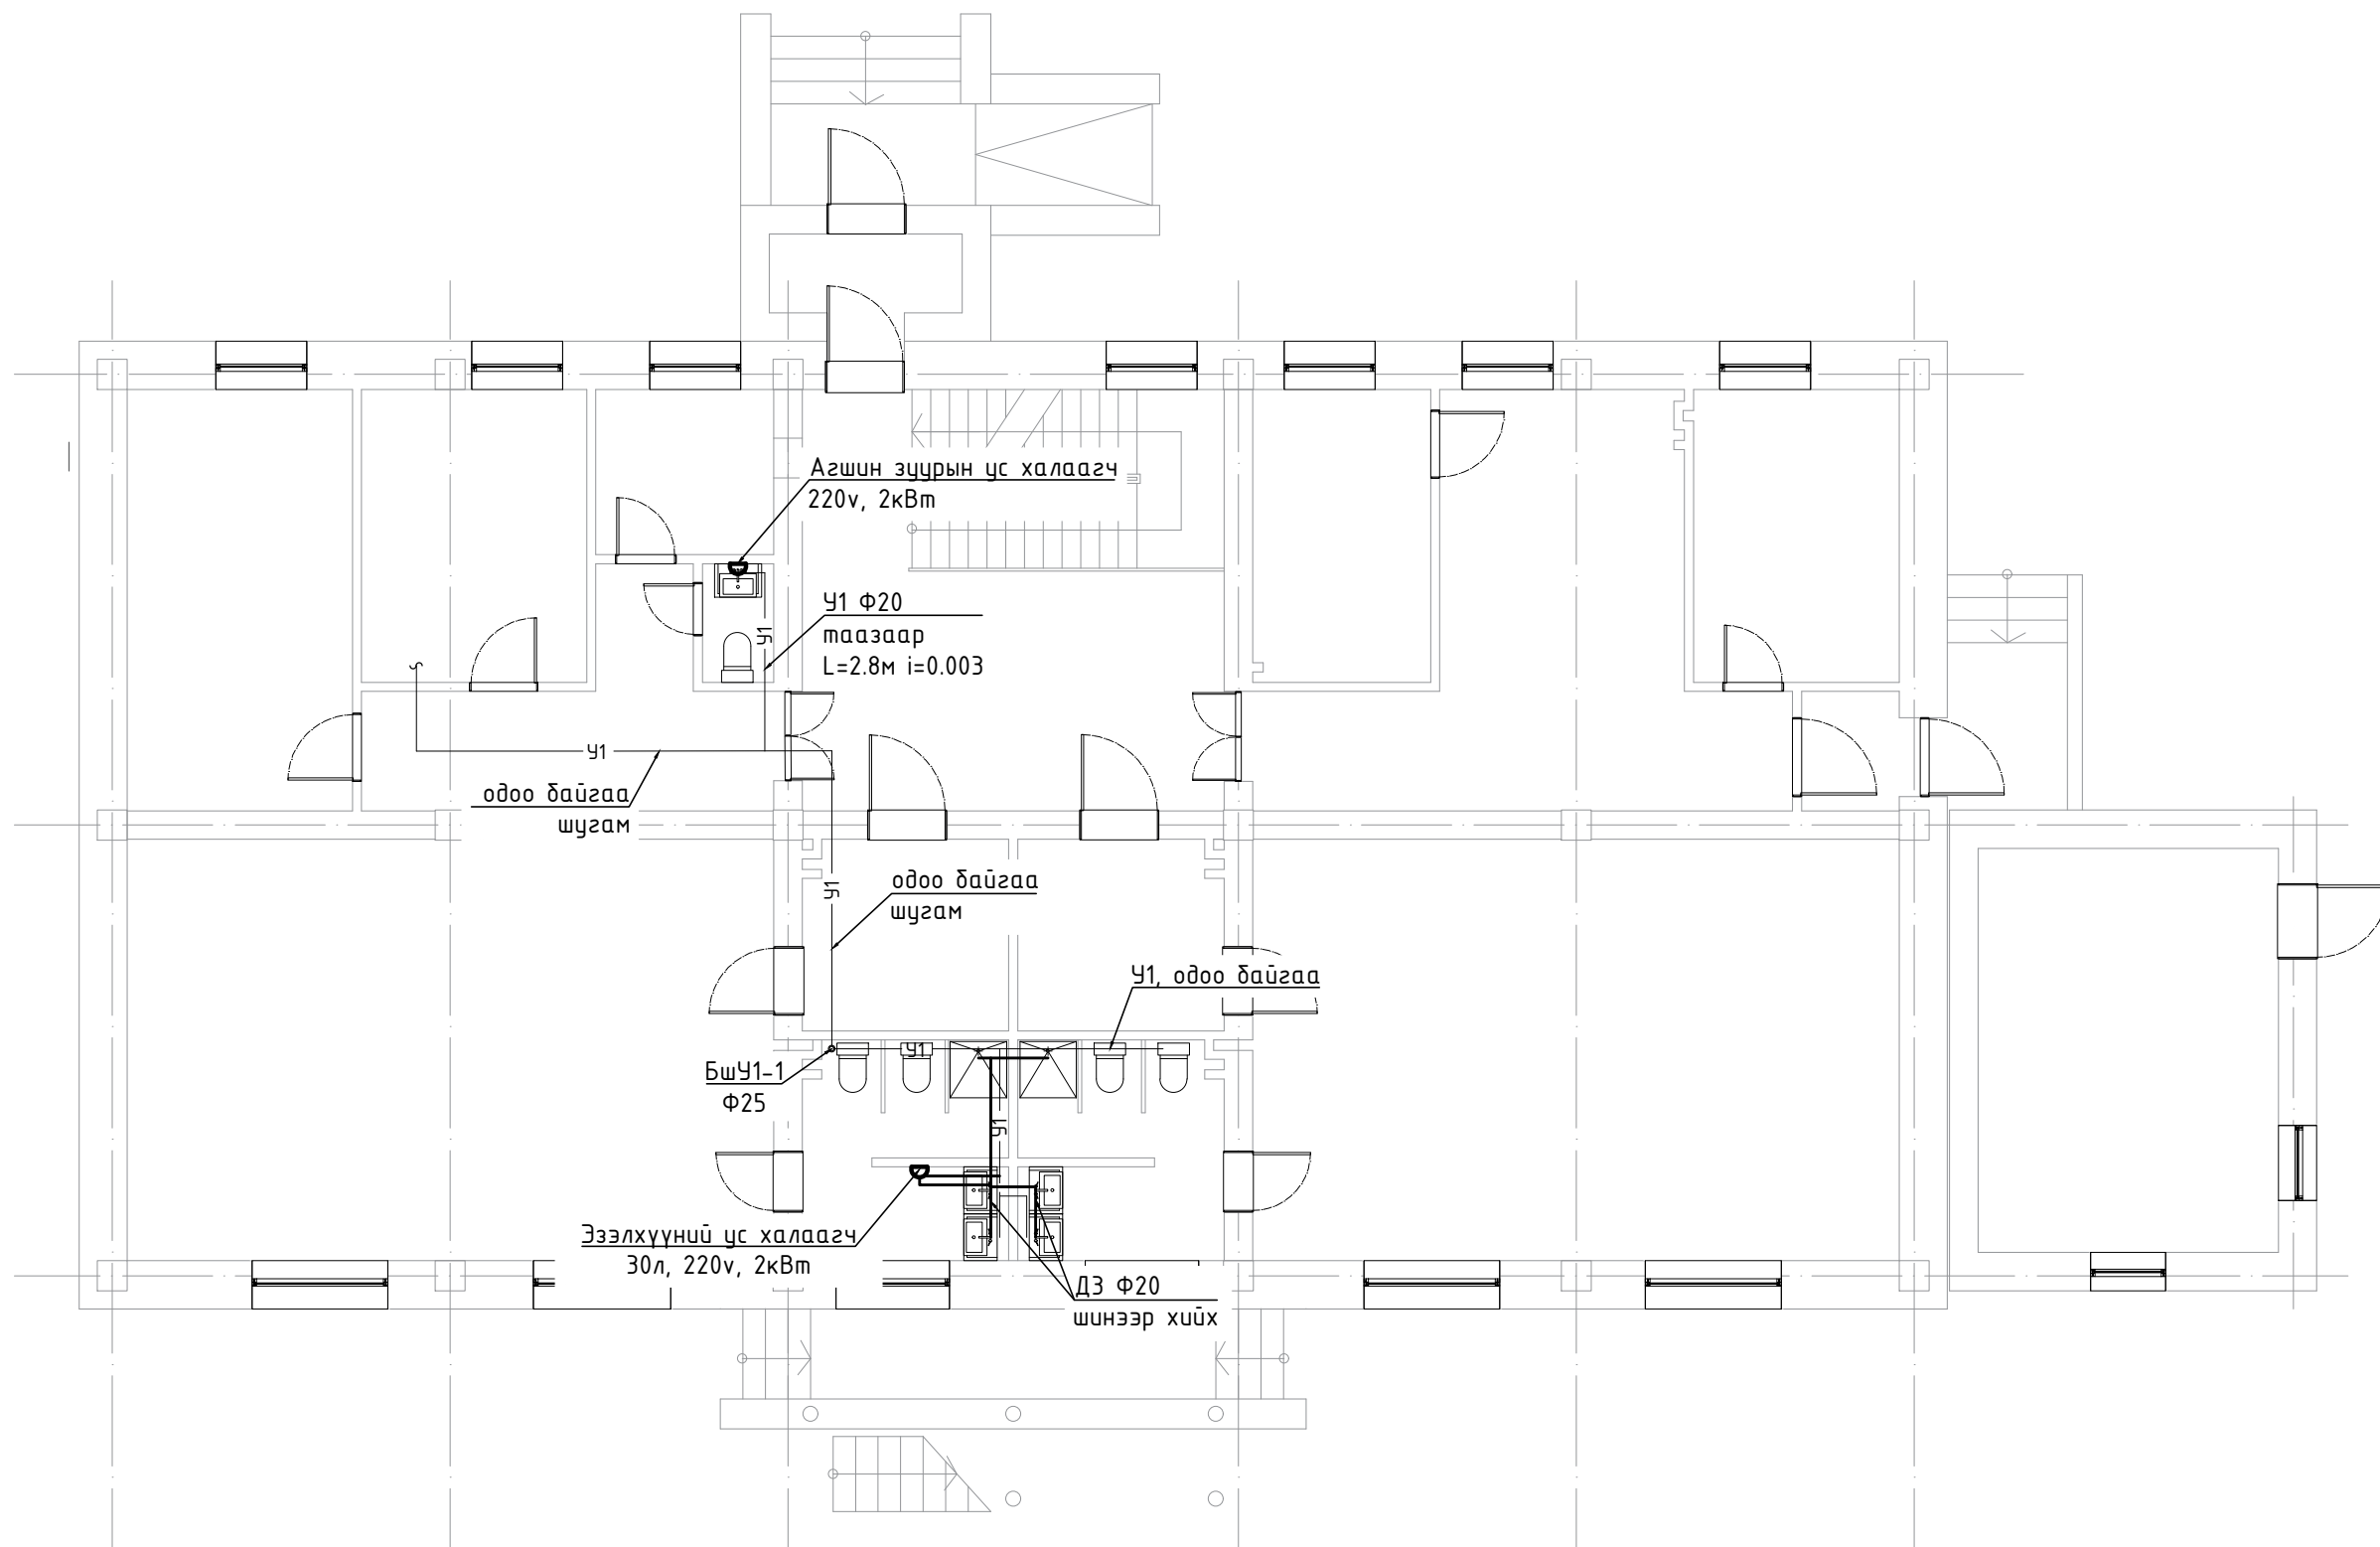 Агшин зуурын ус халаагч
220v, 2кВт
У1 Ф20
таазаар
L=2.8м i=0.003
У1
У1
одоо байгаа
шугам
одоо байгаа
шугам
У1
У1, одоо байгаа
У1
БшУ1-1
Ф25
У1
Эзэлхүүний ус халаагч
30л, 220v, 2кВт
Д3 Ф20
шинээр хийх